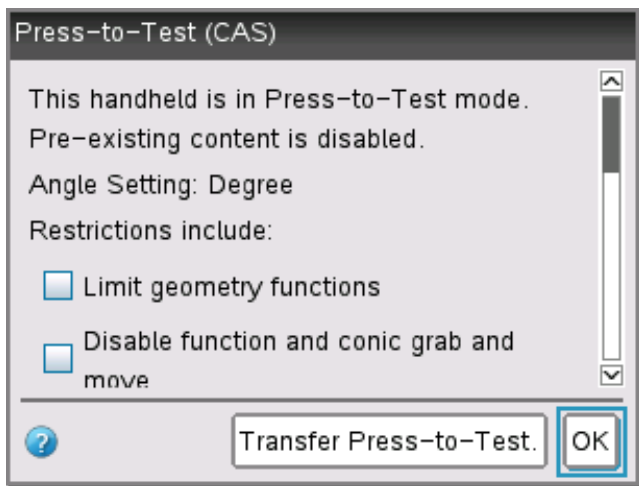 Press-to-Test (CAS)
This handheld is in Press-to-Test mode.
Pre-existing content is disabled.
Angle Setting: Degree
Restrictions include:
Limit geometry functions
Disable function and conic grab and
move
?
Transfer Press-to-Test.
OK